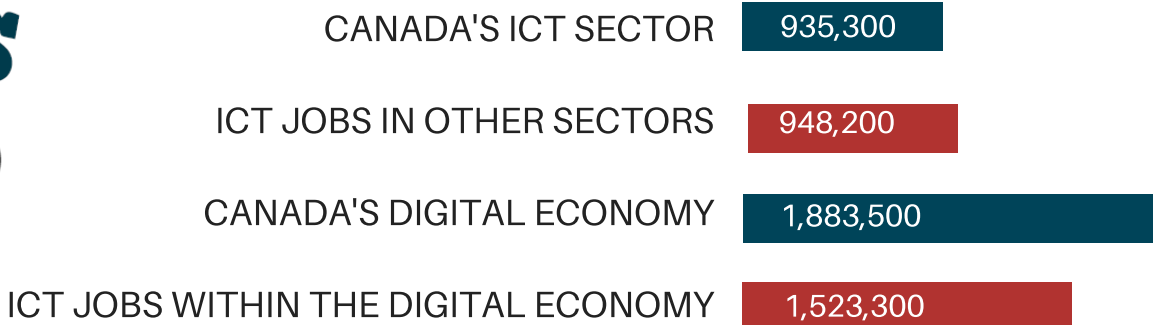 CANADA'S ICT SECTOR 935,300
ICT JOBS IN OTHER SECTORS 948,200
CANADA'S DIGITAL ECONOMY 1,883,500
ICT JOBS WITHIN THE DIGITAL ECONOMY 1,523,300